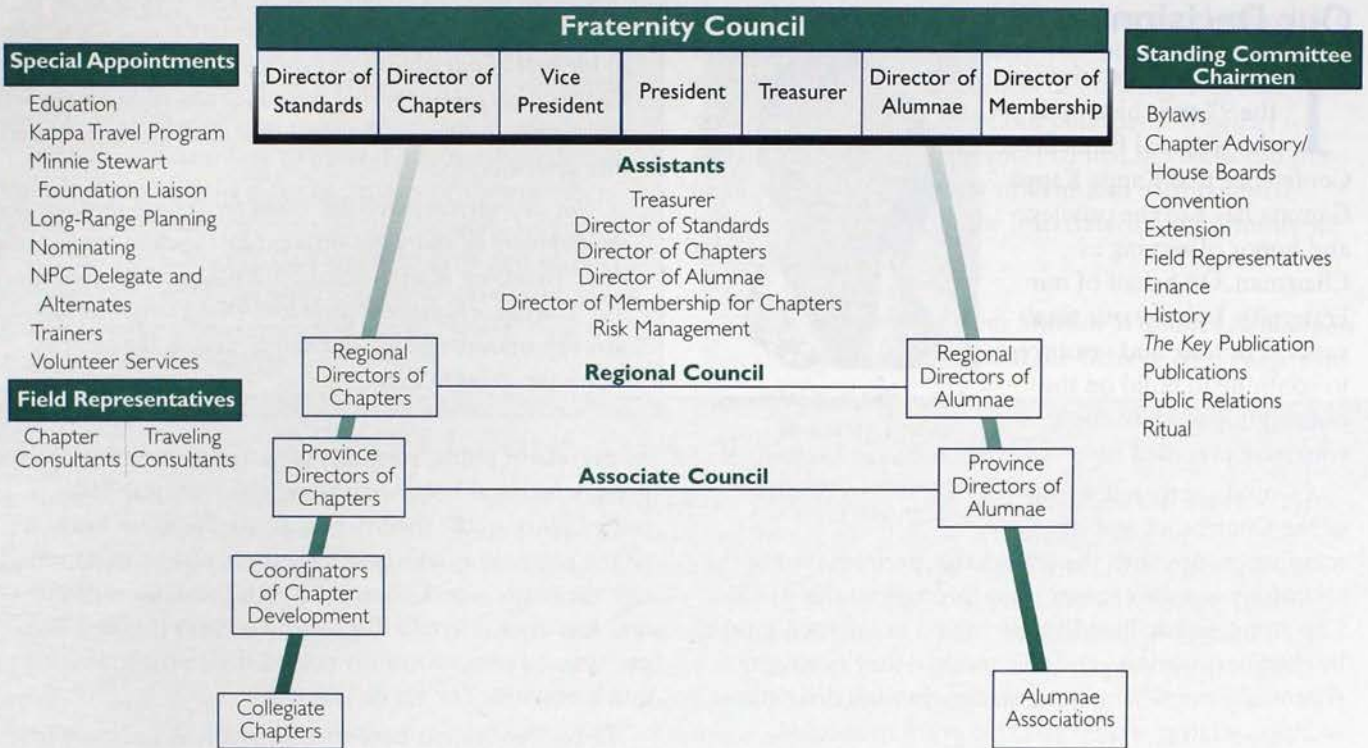 Fraternity Council
Director of
Standards
Director of
Chapters
Vice
President
President
Treasurer
Director of
Alumnae
Director of
Membership
Special Appointments
Education
Kappa Travel Program
Minnie Stewart
Foundation Liaison
Long-Range Planning
Nominating
NPC Delegate and
Alternates
Trainers
Volunteer Services
Field Representatives
Chapter
Consultants
Traveling
Consultants
Assistants
Treasurer
Director of Standards
Director of Chapters
Director of Alumnae
Director of Membership for Chapters
Risk Management
Regional
Directors of
Chapters
Regional Council
Regional
Directors of
Alumnae
Province
Directors of
Chapters
Associate Council
Province
Directors of
Alumnae
Coordinators
of Chapter
Development
Collegiate
Chapters
Alumnae
Associations
Standing Committee
Chairmen
Bylaws
Chapter Advisory/
House Boards
Convention
Extension
Field Representatives
Finance
History
The Key Publication
Publications
Public Relations
Ritual